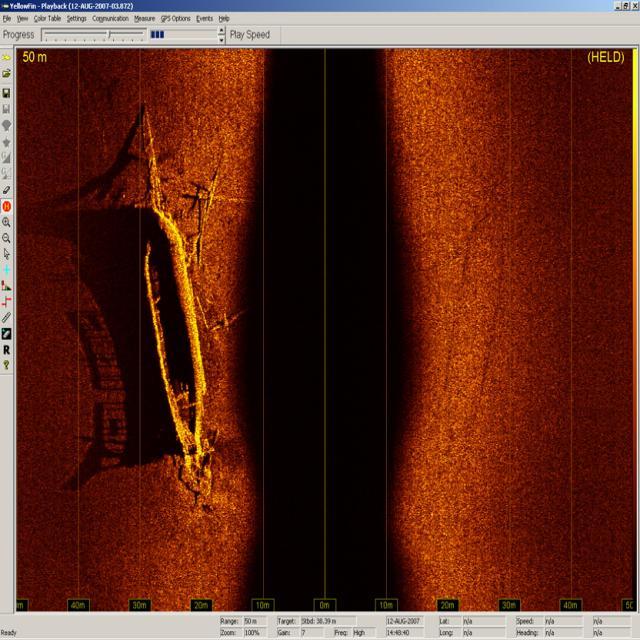 YellowFin - Playback (12-AUG-2007-03.872)
File View Color Table Settings Communication Measure GPS Options Events Help
Progress Play Speed
50 m (HELD)
R
?
m 40m 30m 20m 10m 0m 10m 20m 30m 40m 50
Range: 50 m Target: Stbd: 38.39 m 12-AUG-2007 Lat: n/a Speed: n/a n/a
Ready Zoom: 100% Gain: 7 Freq: High 14:48:40 Long: n/a Heading: n/a n/a